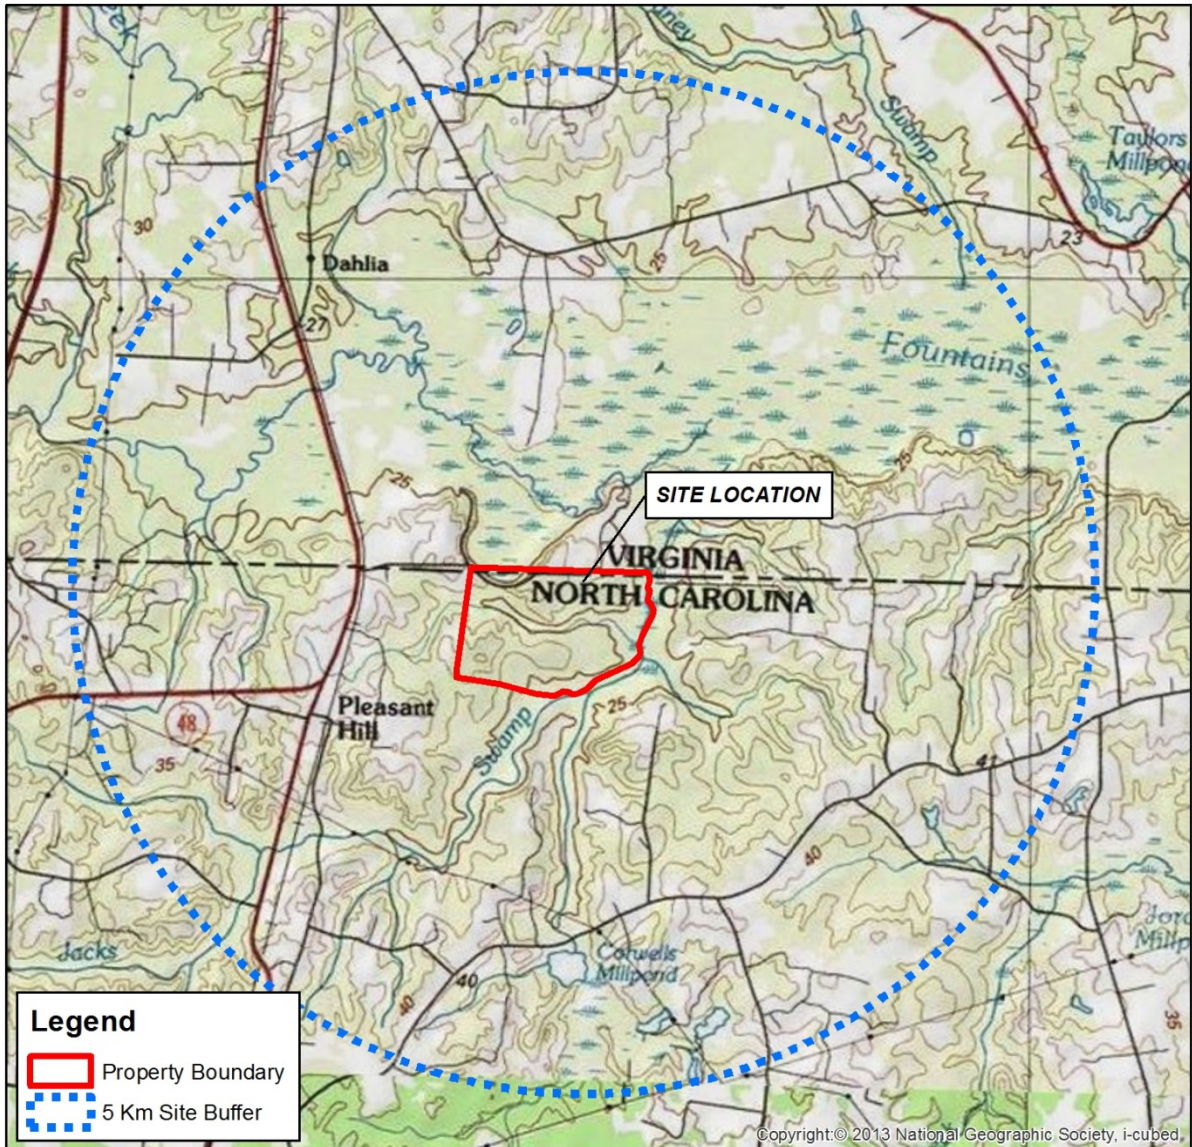 Swamp
Taylors
Millpond
30
23
25
Dahlia
27
Fountains
25
25
SITE LOCATION
VIRGINIA
NORTH CAROLINA
Pleasant
Hill
48
35
Swamp
25
41
40
Jacks
40
40
Millpond
35
Legend
Property Boundary
5 Km Site Buffer
Copyright:© 2013 National Geographic Society, i-cubed